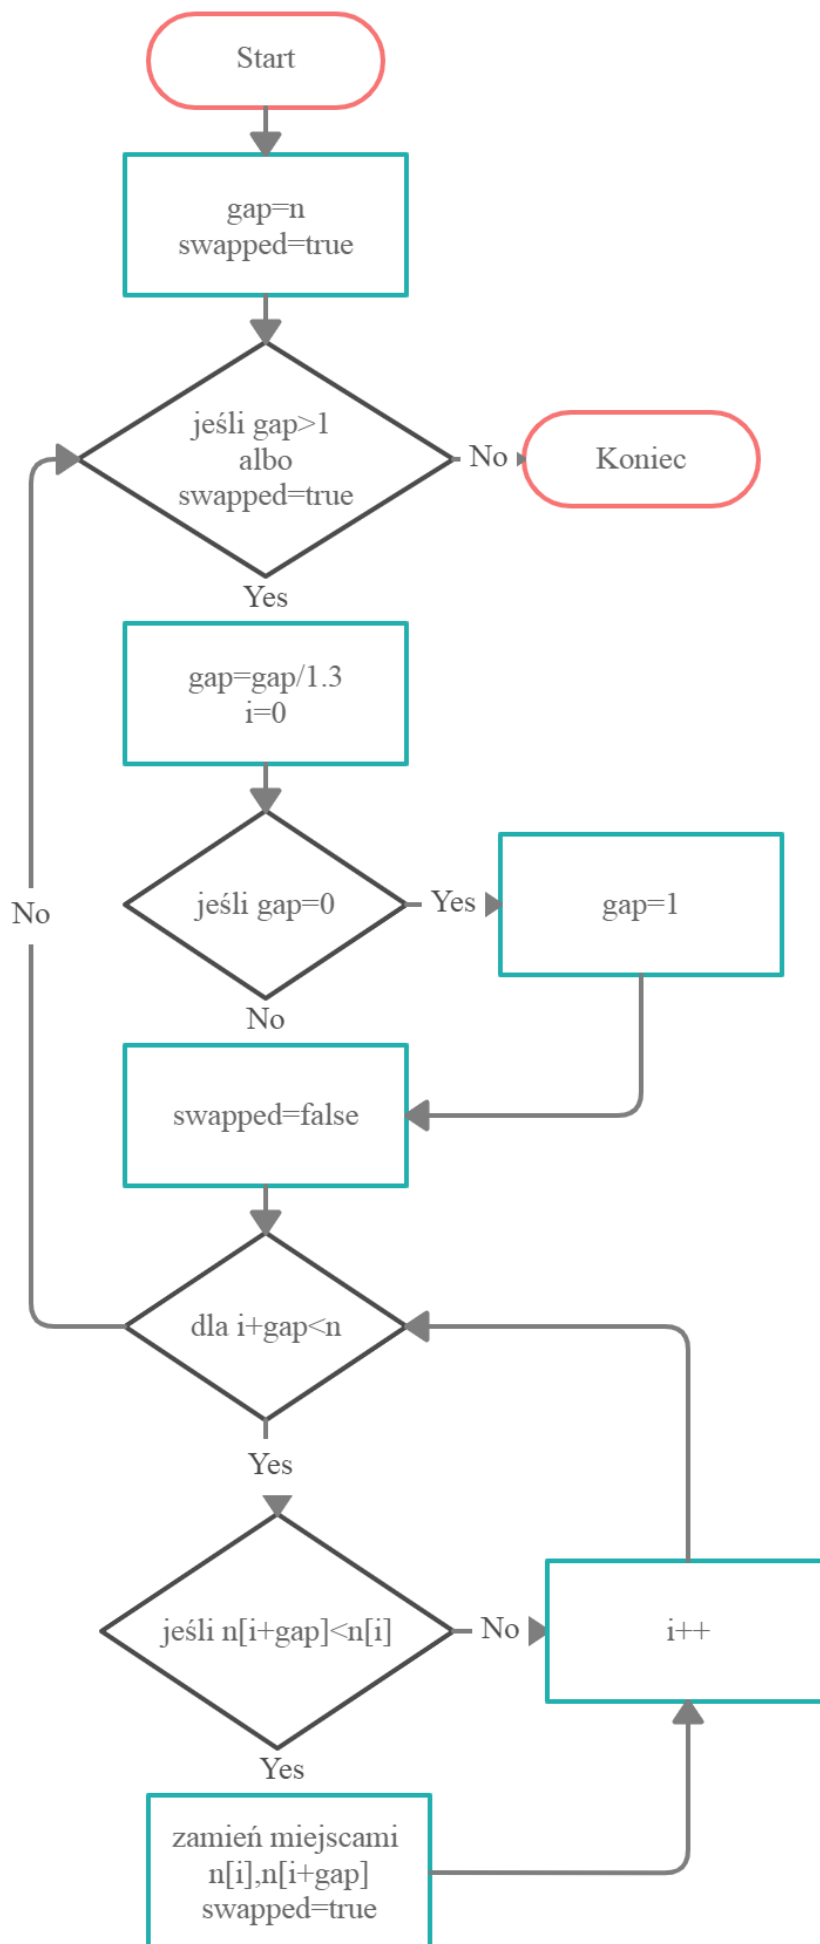 Start
gap=n
swapped=true
jeśli gap>1
albo
swapped=true
No
Koniec
Yes
gap=gap/1.3
i=0
jeśli gap=0
Yes
gap=1
No
No
swapped=false
dla i+gap<n
Yes
jeśli n[i+gap]<n[i]
No
i++
Yes
zamień miejscami
n[i],n[i+gap]
swapped=true